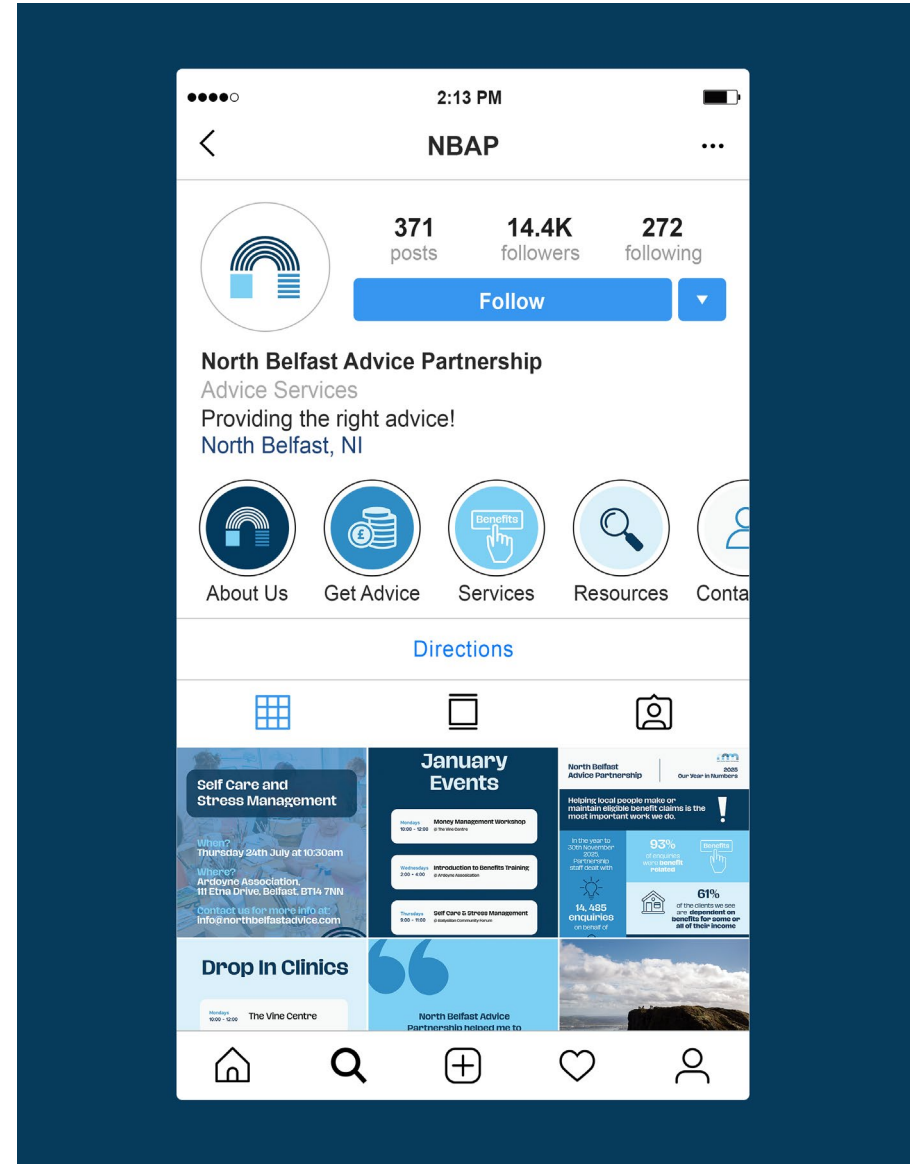 2:13 PM
NBAP
371
posts
14.4K
followers
272
following
Follow
North Belfast Advice Partnership
Advice Services
Providing the right advice!
North Belfast, NI
Benefits
About Us
Get Advice
Services
Resources
Conta
Directions
Self Care and
Stress Management
When?
Thursday 24th July at 10:30am
Where?
Ardoyne Association,
111 Etna Drive, Belfast, BT14 7NN
Contact us for more info at:
info@northbelfastadvice.com
January
Events
Mondays
10:00 - 12:00
Money Management Workshop
@ The Vine Centre
Wednesdays
2:00 - 4:00
Introduction to Benefits Training
@ Ardoyne Association
Thursdays
9:00 - 11:00
Self Care & Stress Management
@ Ballysillan Community Forum
North Belfast
Advice Partnership
2025
Our Year in Numbers
Helping local people make or
maintain eligible benefit claims is the
most important work we do.
!
In the year to
30th November
2025,
Partnership
staff dealt with
14, 485
enquiries
on behalf of
93%
of enquiries
were benefit
related
Benefits
61%
of the clients we see
are dependent on
benefits for some or
all of their income
Drop In Clinics
Mondays
10:00 - 12:00
The Vine Centre
North Belfast Advice
Partnership helped me to